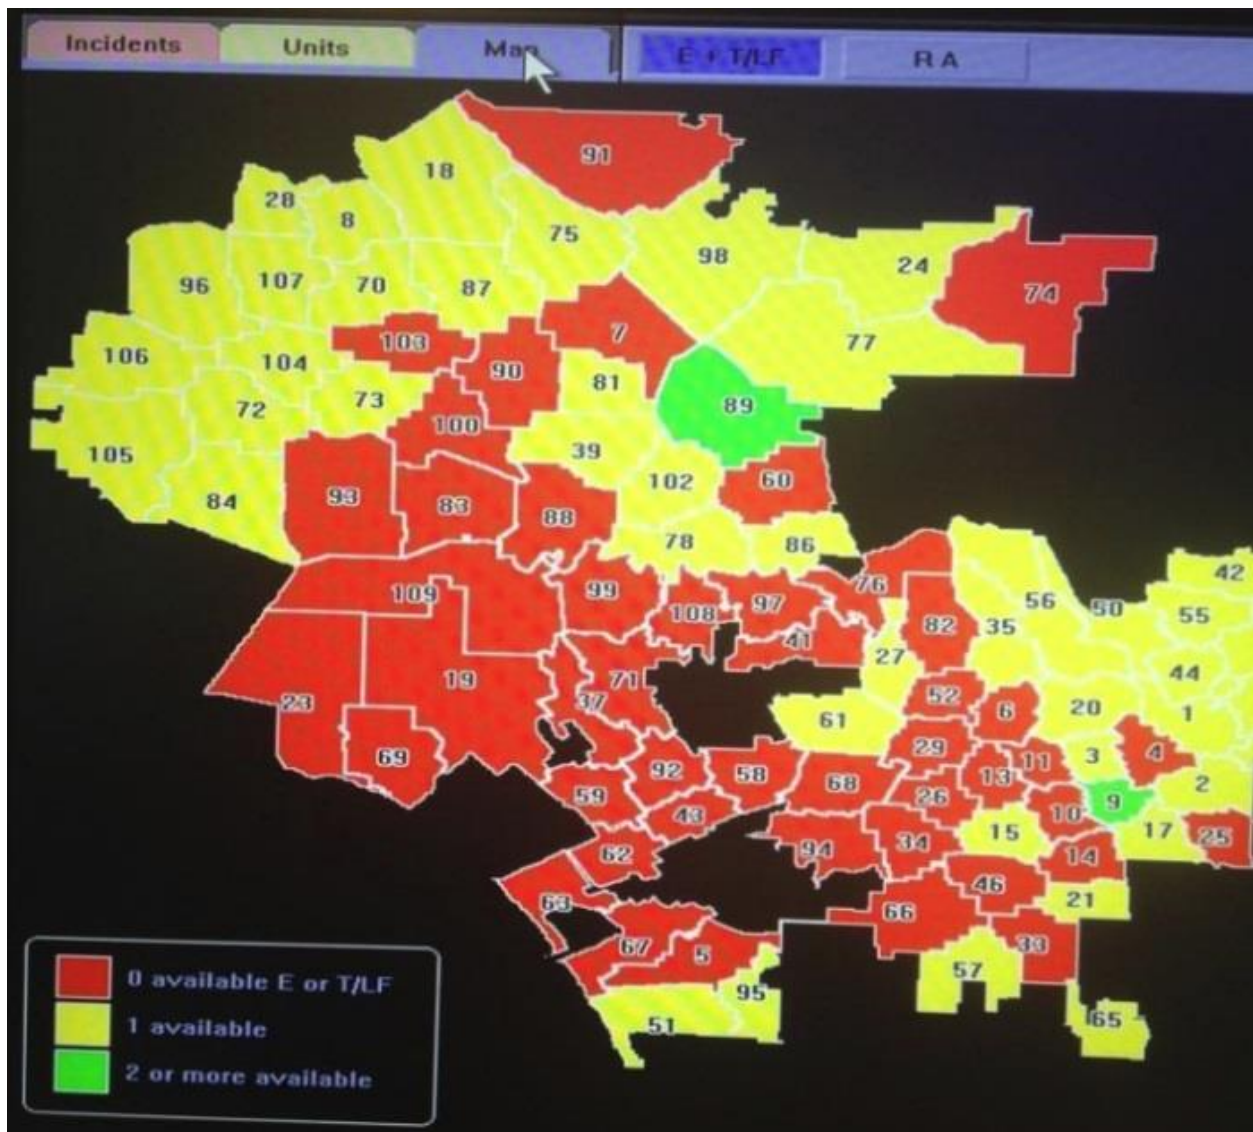 Incidents Units Map E + T/LF R A
91
18
28 8 75
98 24
96 107 70 87 74
7 77
106 103 104 90 81
72 73 89
100 39
105 102 60
84 93 83 88
78 86
42
109 99 108 97 76 56 50 55
82 35
41 27 44
23 19 71 37 52 6 20 1
61
69 92 58 29 11 3 4
59 68 26 13 2
43 10 9
15 17 25
62 94 34 14
46 21
63 66
67 5 33
95 57
51 65
0 available E or T/LF
1 available
2 or more available